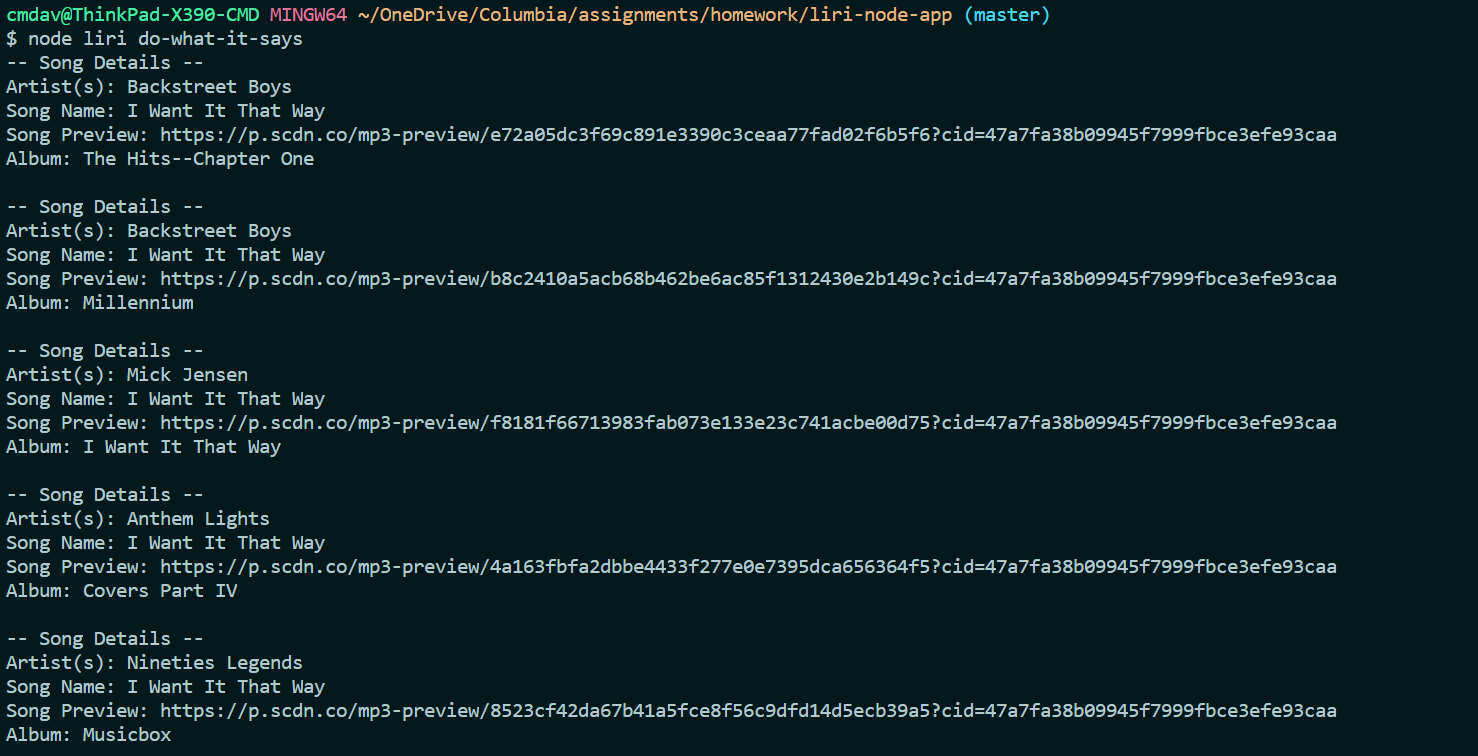 cmdav@ThinkPad-X390-CMD MINGW64 ~/OneDrive/Columbia/assignments/homework/liri-node-app (master)
$ node liri do-what-it-says
-- Song Details --
Artist(s): Backstreet Boys
Song Name: I Want It That Way
Song Preview: https://p.scdn.co/mp3-preview/e72a05dc3f69c891e3390c3ceaa77fad02f6b5f6?cid=47a7fa38b09945f7999fbce3efe93caa
Album: The Hits--Chapter One

-- Song Details --
Artist(s): Backstreet Boys
Song Name: I Want It That Way
Song Preview: https://p.scdn.co/mp3-preview/b8c2410a5acb68b462be6ac85f1312430e2b149c?cid=47a7fa38b09945f7999fbce3efe93caa
Album: Millennium

-- Song Details --
Artist(s): Mick Jensen
Song Name: I Want It That Way
Song Preview: https://p.scdn.co/mp3-preview/f8181f66713983fab073e133e23c741acbe00d75?cid=47a7fa38b09945f7999fbce3efe93caa
Album: I Want It That Way

-- Song Details --
Artist(s): Anthem Lights
Song Name: I Want It That Way
Song Preview: https://p.scdn.co/mp3-preview/4a163fbfa2dbbe4433f277e0e7395dca656364f5?cid=47a7fa38b09945f7999fbce3efe93caa
Album: Covers Part IV

-- Song Details --
Artist(s): Nineties Legends
Song Name: I Want It That Way
Song Preview: https://p.scdn.co/mp3-preview/8523cf42da67b41a5fce8f56c9dfd14d5ecb39a5?cid=47a7fa38b09945f7999fbce3efe93caa
Album: Musicbox